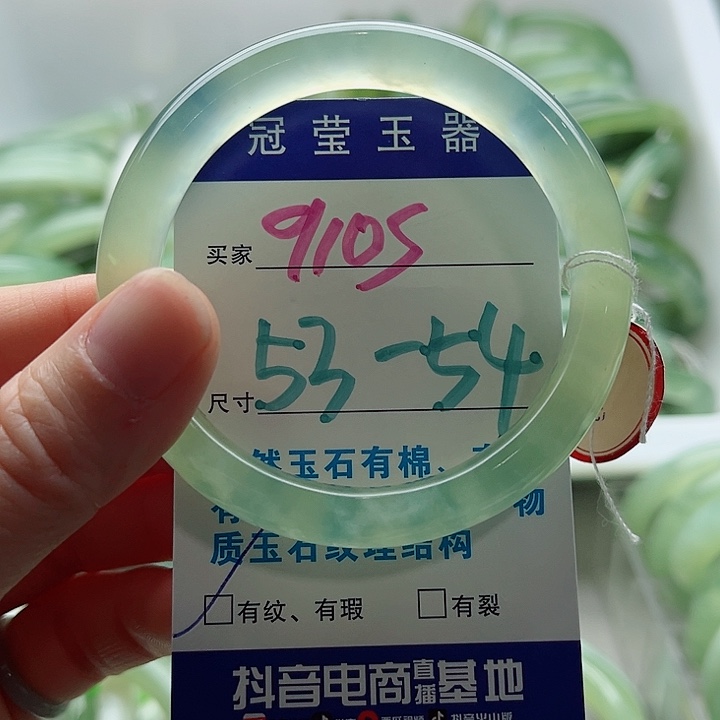 冠莹玉器
买家 9105
尺寸 53-54
然玉石有棉、
物
质玉石纹理结构
□有纹、有瑕 □有裂
抖音电商直播基地